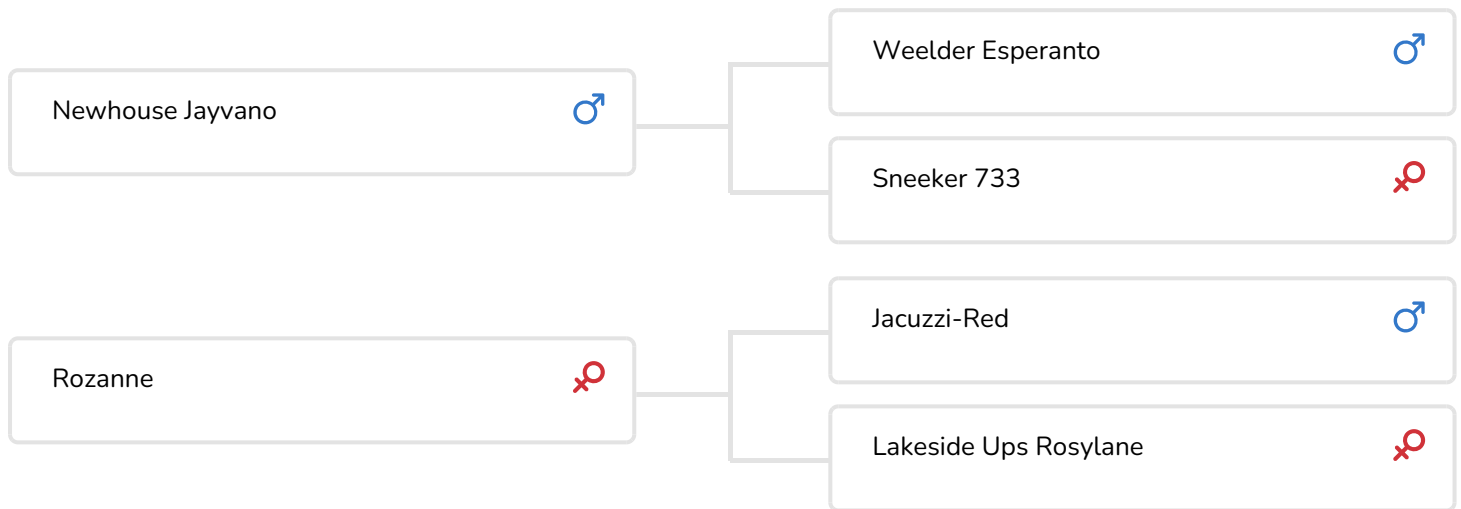 Newhouse Jayvano
Weelder Esperanto
Sneeker 733
Rozanne
Jacuzzi-Red
Lakeside Ups Rosylane